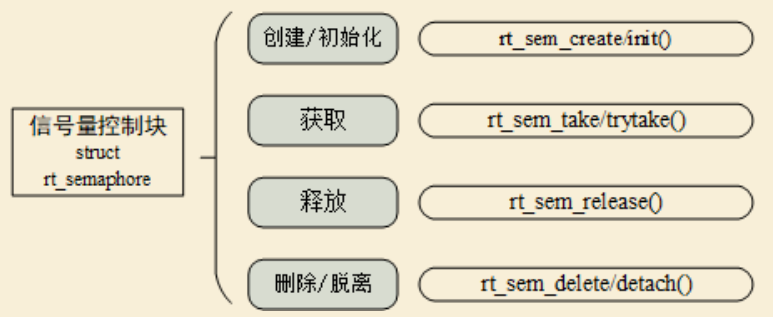 创建/初始化
rt_sem_create/init()
获取
rt_sem_take/trytake()
信号量控制块
struct
rt_semaphore
释放
rt_sem_release()
删除/脱离
rt_sem_delete/detach()